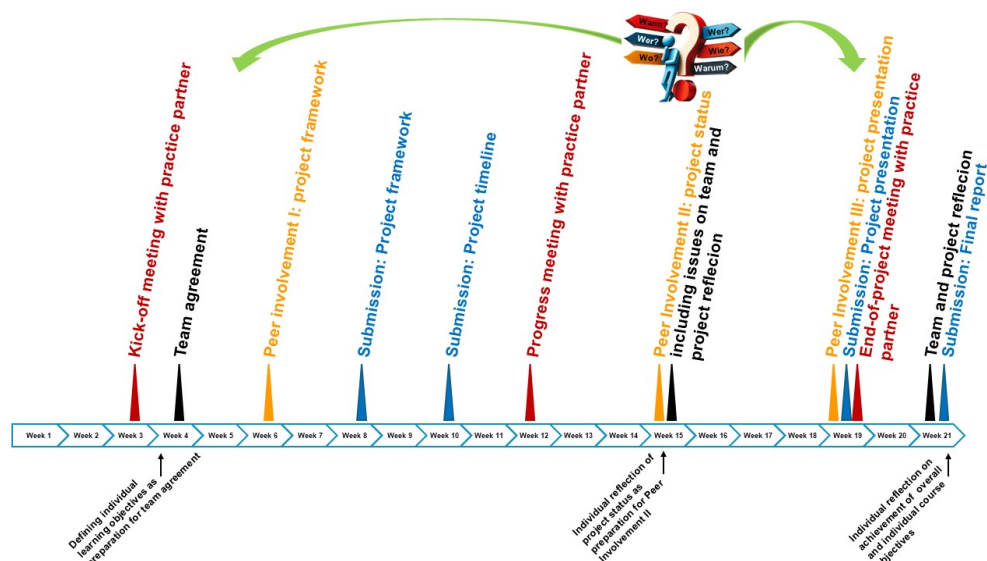 Wann?
Wer?
Wer?
Wie?
Wo?
Warum?
Kick-off meeting with practice partner
Team agreement
Peer involvement I: project framework
Submission: Project framework
Submission: Project timeline
Progress meeting with practice partner
Peer Involvement II: project status
including issues on team and
project reflecion
Peer Involvement III: project presentation
Submission: Project presentation
End-of-project meeting with practice
partner
Team and project reflecion
Submission: Final report
Week 1
Week 2
Week 3
Week 4
Week 5
Week 6
Week 7
Week 8
Week 9
Week 10
Week 11
Week 12
Week 13
Week 14
Week 15
Week 16
Week 17
Week 18
Week 19
Week 20
Week 21
Defining individual
learning objectives as
preparation for team agreement
Individual reflection of
project status as
preparation for Peer
Involvement II
Individual reflection on
achievement of overall
and individual course
objectives